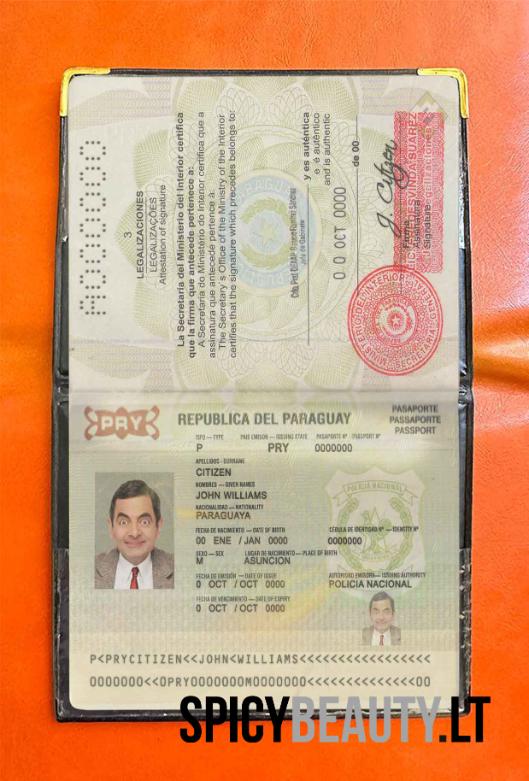 3
LEGALIZACIONES
LEGALIZAÇÕES
Attestation of signature
La Secretaría del Ministerio del Interior certifica
que la firma que antecede pertenece a:
A Secretaria do Ministério do Interior certifica que a
assinatura que antecede pertence a:
The Secretary's Office of the Ministry of the Interior
certifies that the signature which precedes belongs to:
y es auténtica
e é autêntico
and is authentic
0 0 OCT 0000
de 00
J. Citizen
Firma
Assinatura
Signature
PRY
REPUBLICA DEL PARAGUAY
PASAPORTE
PASSAPORTE
PASSPORT
TIPO - TYPE PAIS EMISOR - ISSUING STATE PASAPORTE Nº PASSPORT Nº
P PRY 0000000
APELLIDOS - SURNAME
CITIZEN
NOMBRES - GIVEN NAMES
JOHN WILLIAMS
NACIONALIDAD - NATIONALITY
PARAGUAYA
FECHA DE NACIMIENTO - DATE OF BIRTH CÉDULA DE IDENTIDAD Nº - IDENTITY Nº
00 ENE / JAN 0000 0000000
SEXO - SEX LUGAR DE NACIMIENTO - PLACE OF BIRTH
M ASUNCION
FECHA DE EMISIÓN - DATE OF ISSUE AUTORIDAD EMISORA - ISSUING AUTHORITY
0 OCT / OCT 0000 POLICIA NACIONAL
FECHA DE VENCIMIENTO - DATE OF EXPIRY
0 OCT / OCT 0000
POLICIA NACIONAL
P<PRYCITIZEN<<JOHN<WILLIAMS<<<<<<<<<<<<<<<<<<
0000000<<0PRY0000000M0000000<<<<<<<<<<<<<<00
SPICYBEAUTY.LT